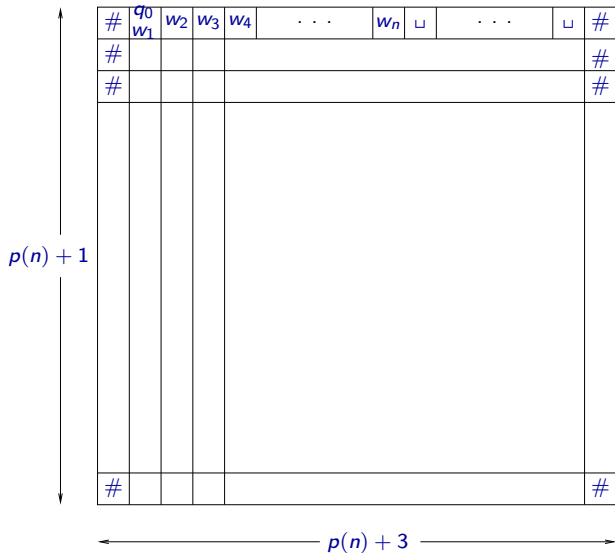 # q₀ w₁ w₂ w₃ w₄ · · · wₙ ⊔ · · · ⊔ #
# #
# #
p(n) + 1
# #
p(n) + 3